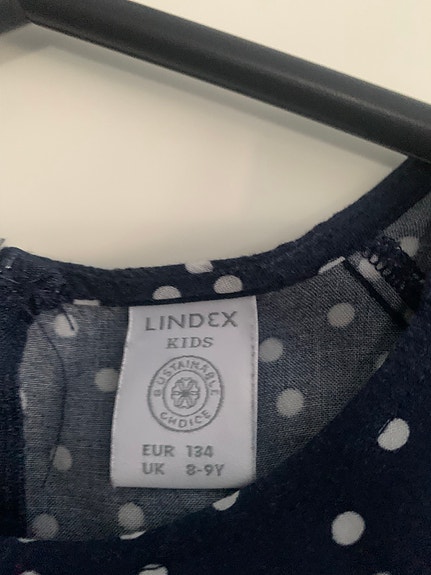 LINDEX
KIDS
SUSTAINABLE
CHOICE
EUR 134
UK 8-9Y